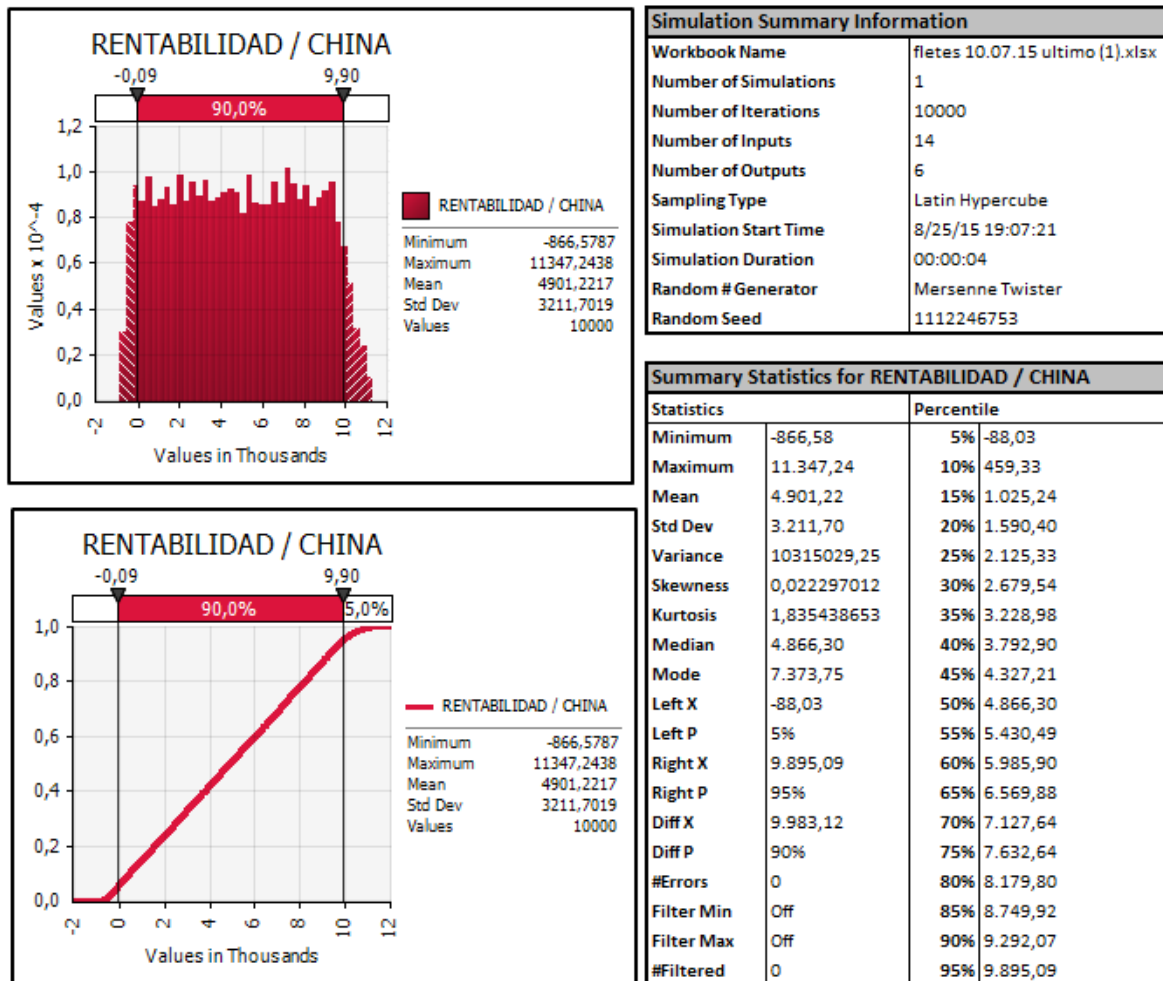 RENTABILIDAD / CHINA
-0,09 9,90
90,0%
1,2
1,0
0,8
0,6
0,4
0,2
0,0
Values x 10^-4
-2 0 2 4 6 8 10 12
Values in Thousands
RENTABILIDAD / CHINA
Minimum -866,5787
Maximum 11347,2438
Mean 4901,2217
Std Dev 3211,7019
Values 10000
RENTABILIDAD / CHINA
-0,09 9,90
90,0% 5,0%
1,0
0,8
0,6
0,4
0,2
0,0
-2 0 2 4 6 8 10 12
Values in Thousands
RENTABILIDAD / CHINA
Minimum -866,5787
Maximum 11347,2438
Mean 4901,2217
Std Dev 3211,7019
Values 10000
Simulation Summary Information
Workbook Name fletes 10.07.15 ultimo (1).xlsx
Number of Simulations 1
Number of Iterations 10000
Number of Inputs 14
Number of Outputs 6
Sampling Type Latin Hypercube
Simulation Start Time 8/25/15 19:07:21
Simulation Duration 00:00:04
Random # Generator Mersenne Twister
Random Seed 1112246753
Summary Statistics for RENTABILIDAD / CHINA
Statistics Percentile
Minimum -866,58 5% -88,03
Maximum 11.347,24 10% 459,33
Mean 4.901,22 15% 1.025,24
Std Dev 3.211,70 20% 1.590,40
Variance 10315029,25 25% 2.125,33
Skewness 0,022297012 30% 2.679,54
Kurtosis 1,835438653 35% 3.228,98
Median 4.866,30 40% 3.792,90
Mode 7.373,75 45% 4.327,21
Left X -88,03 50% 4.866,30
Left P 5% 55% 5.430,49
Right X 9.895,09 60% 5.985,90
Right P 95% 65% 6.569,88
Diff X 9.983,12 70% 7.127,64
Diff P 90% 75% 7.632,64
#Errors 0 80% 8.179,80
Filter Min Off 85% 8.749,92
Filter Max Off 90% 9.292,07
#Filtered 0 95% 9.895,09